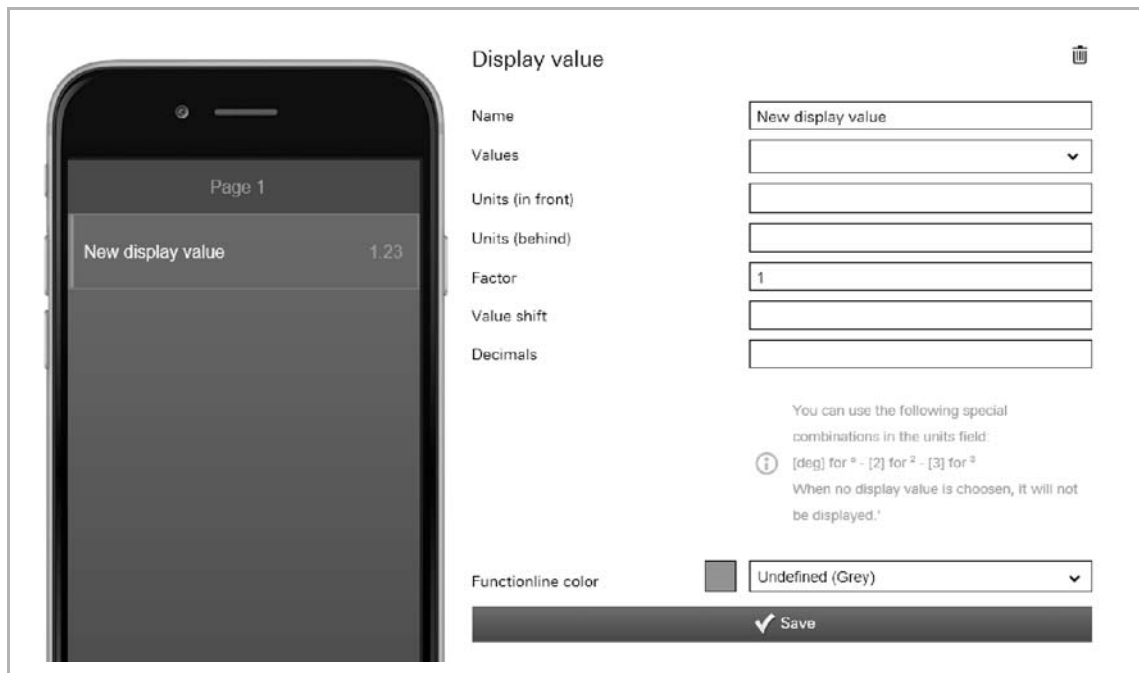 Page 1
New display value 1.23
Display value
Name New display value
Values
Units (in front)
Units (behind)
Factor 1
Value shift
Decimals
You can use the following special
combinations in the units field:
[deg] for º - [2] for ² - [3] for ³
When no display value is choosen, it will not
be displayed.'
Functionline color Undefined (Grey)
Save